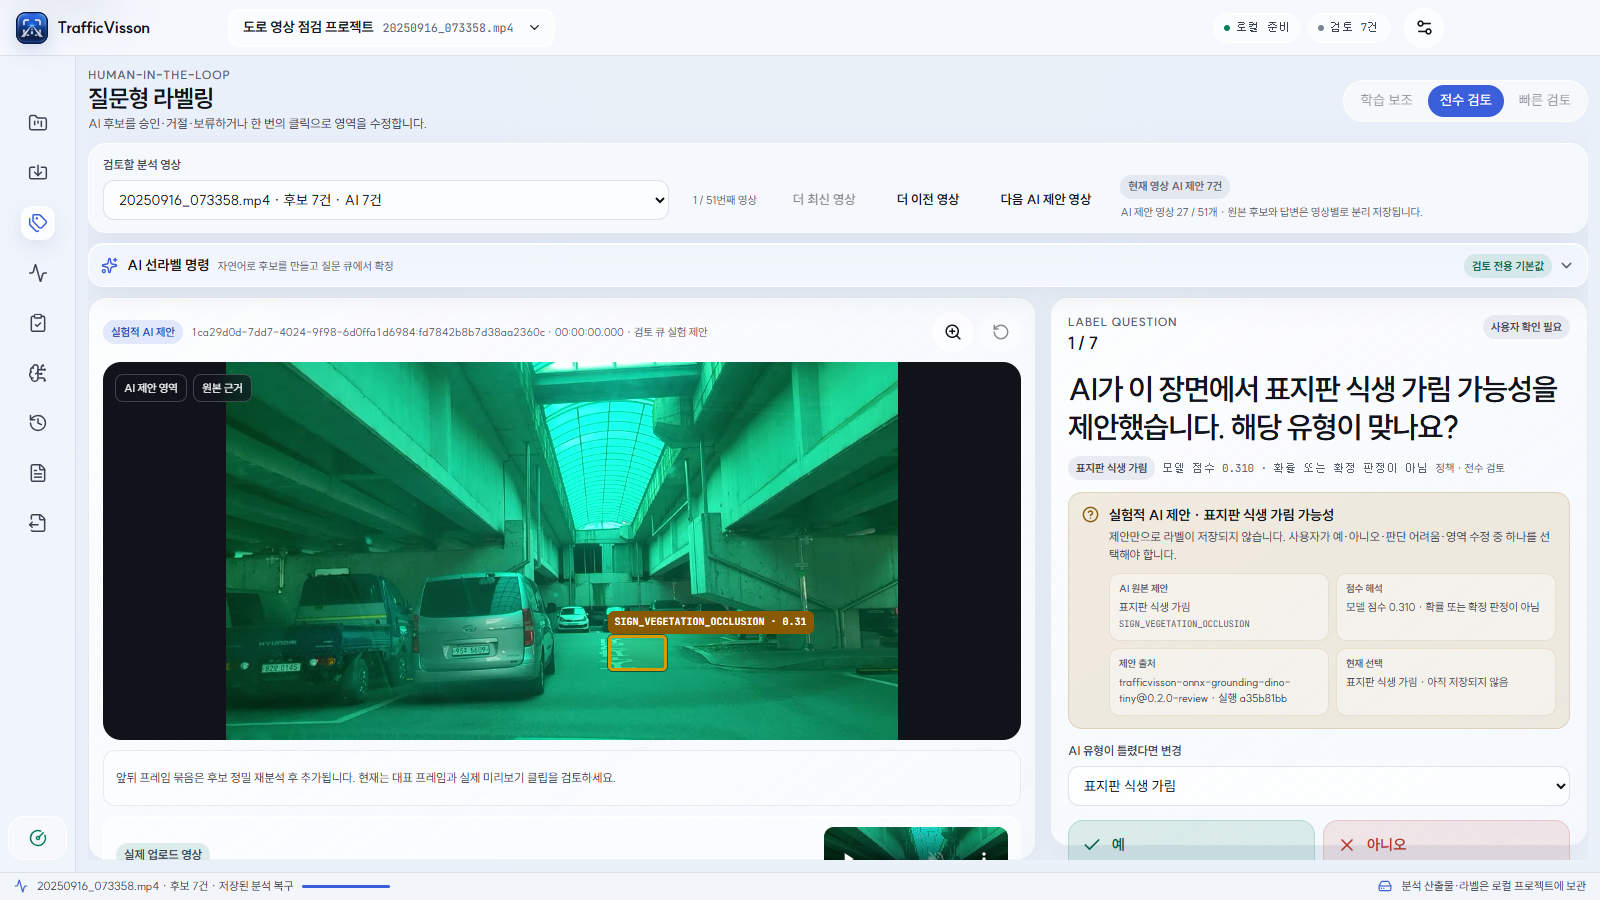 TrafficVisson
도로 영상 점검 프로젝트 20250916_073358.mp4
로컬 준비
검토 7건
HUMAN-IN-THE-LOOP
질문형 라벨링
AI 후보를 승인·거절·보류하거나 한 번의 클릭으로 영역을 수정합니다.
학습 보조 전수 검토 빠른 검토
검토할 분석 영상
20250916_073358.mp4 · 후보 7건 · AI 7건
1 / 51번째 영상
더 최신 영상
더 이전 영상
다음 AI 제안 영상
현재 영상 AI 제안 7건
AI 제안 영상 27 / 51개 · 원본 후보와 답변은 영상별로 분리 저장됩니다.
AI 선라벨 명령 자연어로 후보를 만들고 질문 큐에서 확정
검토 전용 기본값
실험적 AI 제안 1ca29d0d-7dd7-4024-9f98-6d0ffa1d6984:fd7842b8b7d38aa2360c · 00:00:00.000 · 검토 큐 실험 제안
AI 제안 영역 원본 근거
SIGN_VEGETATION_OCCLUSION · 0.31
앞뒤 프레임 묶음은 후보 정밀 재분석 후 추가됩니다. 현재는 대표 프레임과 실제 미리보기 클립을 검토하세요.
실제 업로드 영상
LABEL QUESTION
1 / 7
사용자 확인 필요
AI가 이 장면에서 표지판 식생 가림 가능성을
제안했습니다. 해당 유형이 맞나요?
표지판 식생 가림 모델 점수 0.310 · 확률 또는 확정 판정이 아님 정책 · 전수 검토
실험적 AI 제안 · 표지판 식생 가림 가능성
제안만으로 라벨이 저장되지 않습니다. 사용자가 예·아니오·판단 어려움·영역 수정 중 하나를 선
택해야 합니다.
AI 원본 제안
표지판 식생 가림
SIGN_VEGETATION_OCCLUSION
점수 해석
모델 점수 0.310 · 확률 또는 확정 판정이 아님
제안 출처
trafficvisson-onnx-grounding-dino-
tiny@0.2.0-review · 실행 a35b81bb
현재 선택
표지판 식생 가림 · 아직 저장되지 않음
AI 유형이 틀렸다면 변경
표지판 식생 가림
예
아니오
20250916_073358.mp4 · 후보 7건 · 저장된 분석 복구
분석 산출물·라벨은 로컬 프로젝트에 보관